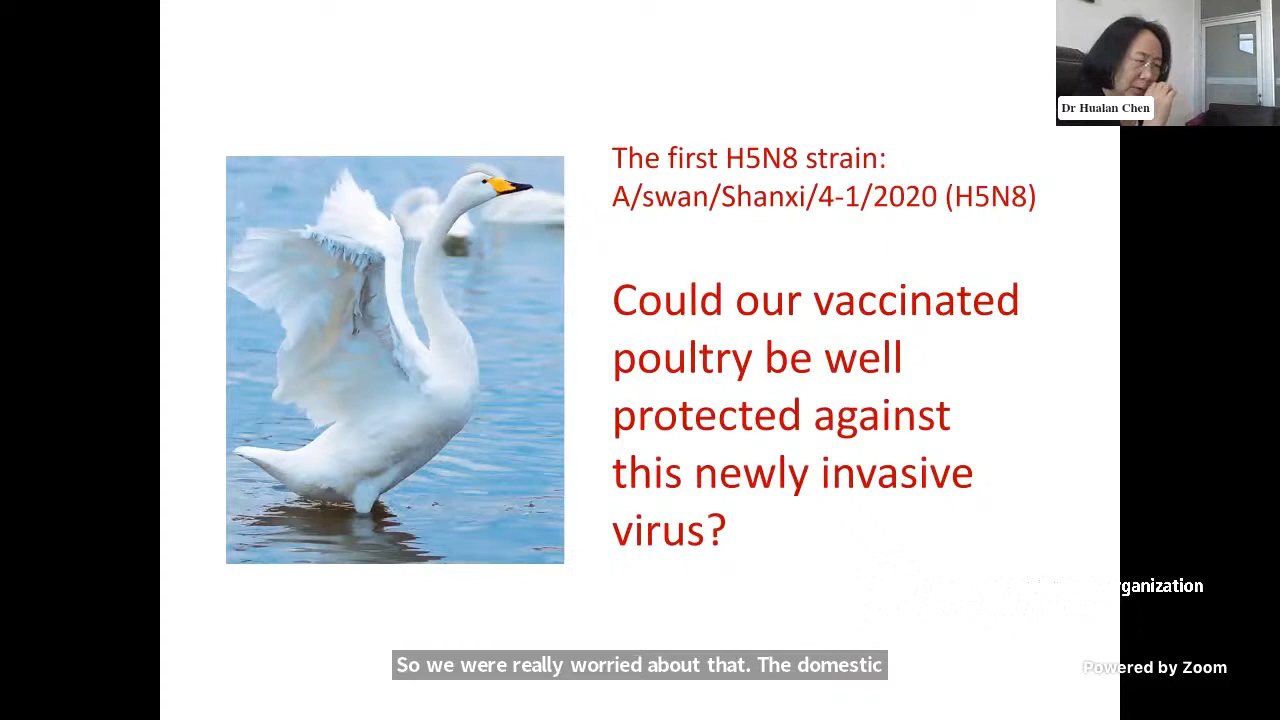 Dr Hualan Chen
The first H5N8 strain:
A/swan/Shanxi/4-1/2020 (H5N8)
Could our vaccinated
poultry be well
protected against
this newly invasive
virus?
rganization
So we were really worried about that. The domestic
Powered by Zoom